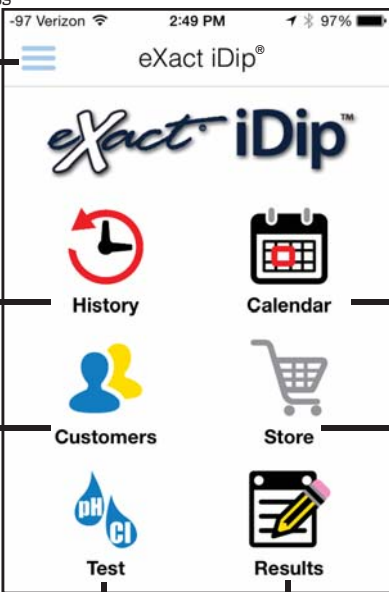 -97 Verizon 2:49 PM 97%
eXact iDip®
eXact® iDip™
History Calendar
Customers Store
pH Cl
Test Results